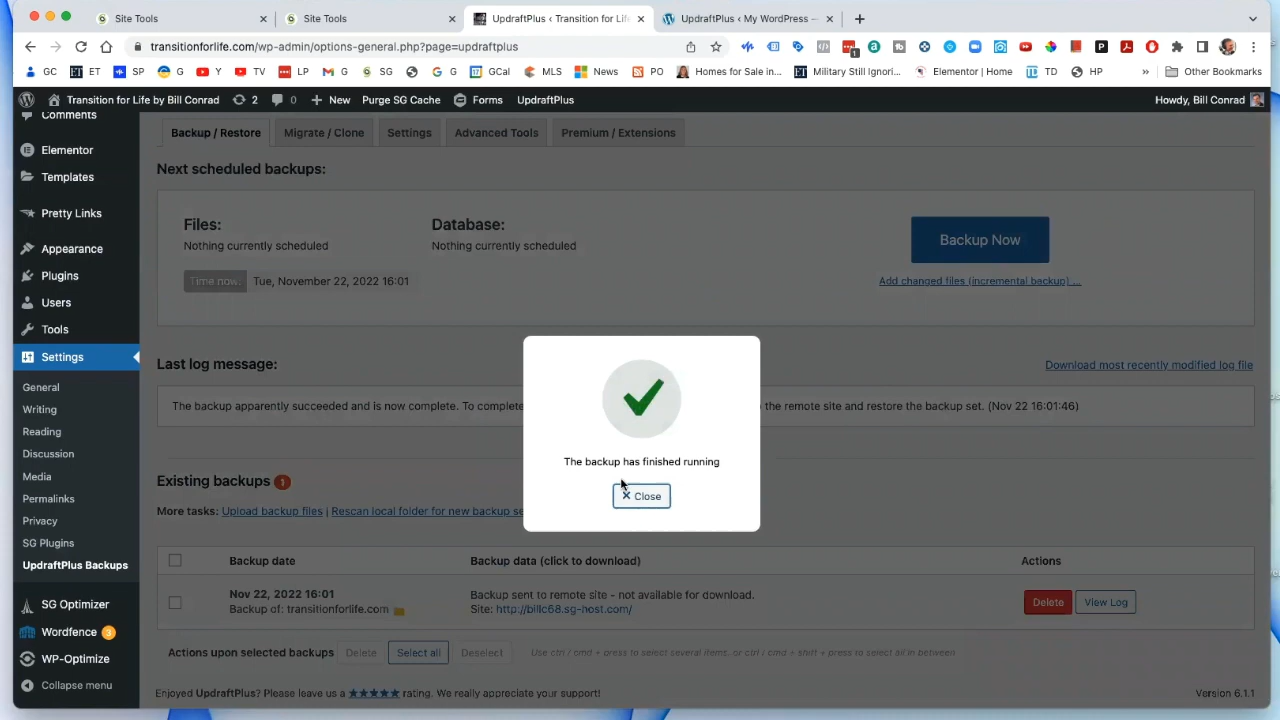 Site Tools
Site Tools
UpdraftPlus ‹ Transition for Life
UpdraftPlus ‹ My WordPress –
transitionforlife.com/wp-admin/options-general.php?page=updraftplus
GC ET SP G Y TV LP G SG G GCal MLS News PO Homes for Sale in... Military Still Ignori... Elementor | Home TD HP » Other Bookmarks
Transition for Life by Bill Conrad 2 0 New Purge SG Cache Forms UpdraftPlus Howdy, Bill Conrad
Comments
Elementor
Templates
Pretty Links
Appearance
Plugins
Users
Tools
Settings
General
Writing
Reading
Discussion
Media
Permalinks
Privacy
SG Plugins
UpdraftPlus Backups
SG Optimizer
Wordfence 3
WP-Optimize
Collapse menu
Backup / Restore Migrate / Clone Settings Advanced Tools Premium / Extensions
Next scheduled backups:
Files: Database:
Nothing currently scheduled Nothing currently scheduled
Backup Now
Time now: Tue, November 22, 2022 16:01
Add changed files (incremental backup) ...
Last log message:
Download most recently modified log file
The backup apparently succeeded and is now complete. To complete the remote site and restore the backup set. (Nov 22 16:01:46)
The backup has finished running
Close
Existing backups 1
More tasks: Upload backup files | Rescan local folder for new backup se
Backup date Backup data (click to download) Actions
Nov 22, 2022 16:01 Backup sent to remote site - not available for download.
Backup of: transitionforlife.com Site: http://billc68.sg-host.com/
Delete View Log
Actions upon selected backups Delete Select all Deselect Use ctrl / cmd + press to select several items, or ctrl / cmd + shift + press to select all in between
Enjoyed UpdraftPlus? Please leave us a ★★★★★ rating. We really appreciate your support!
Version 6.1.1